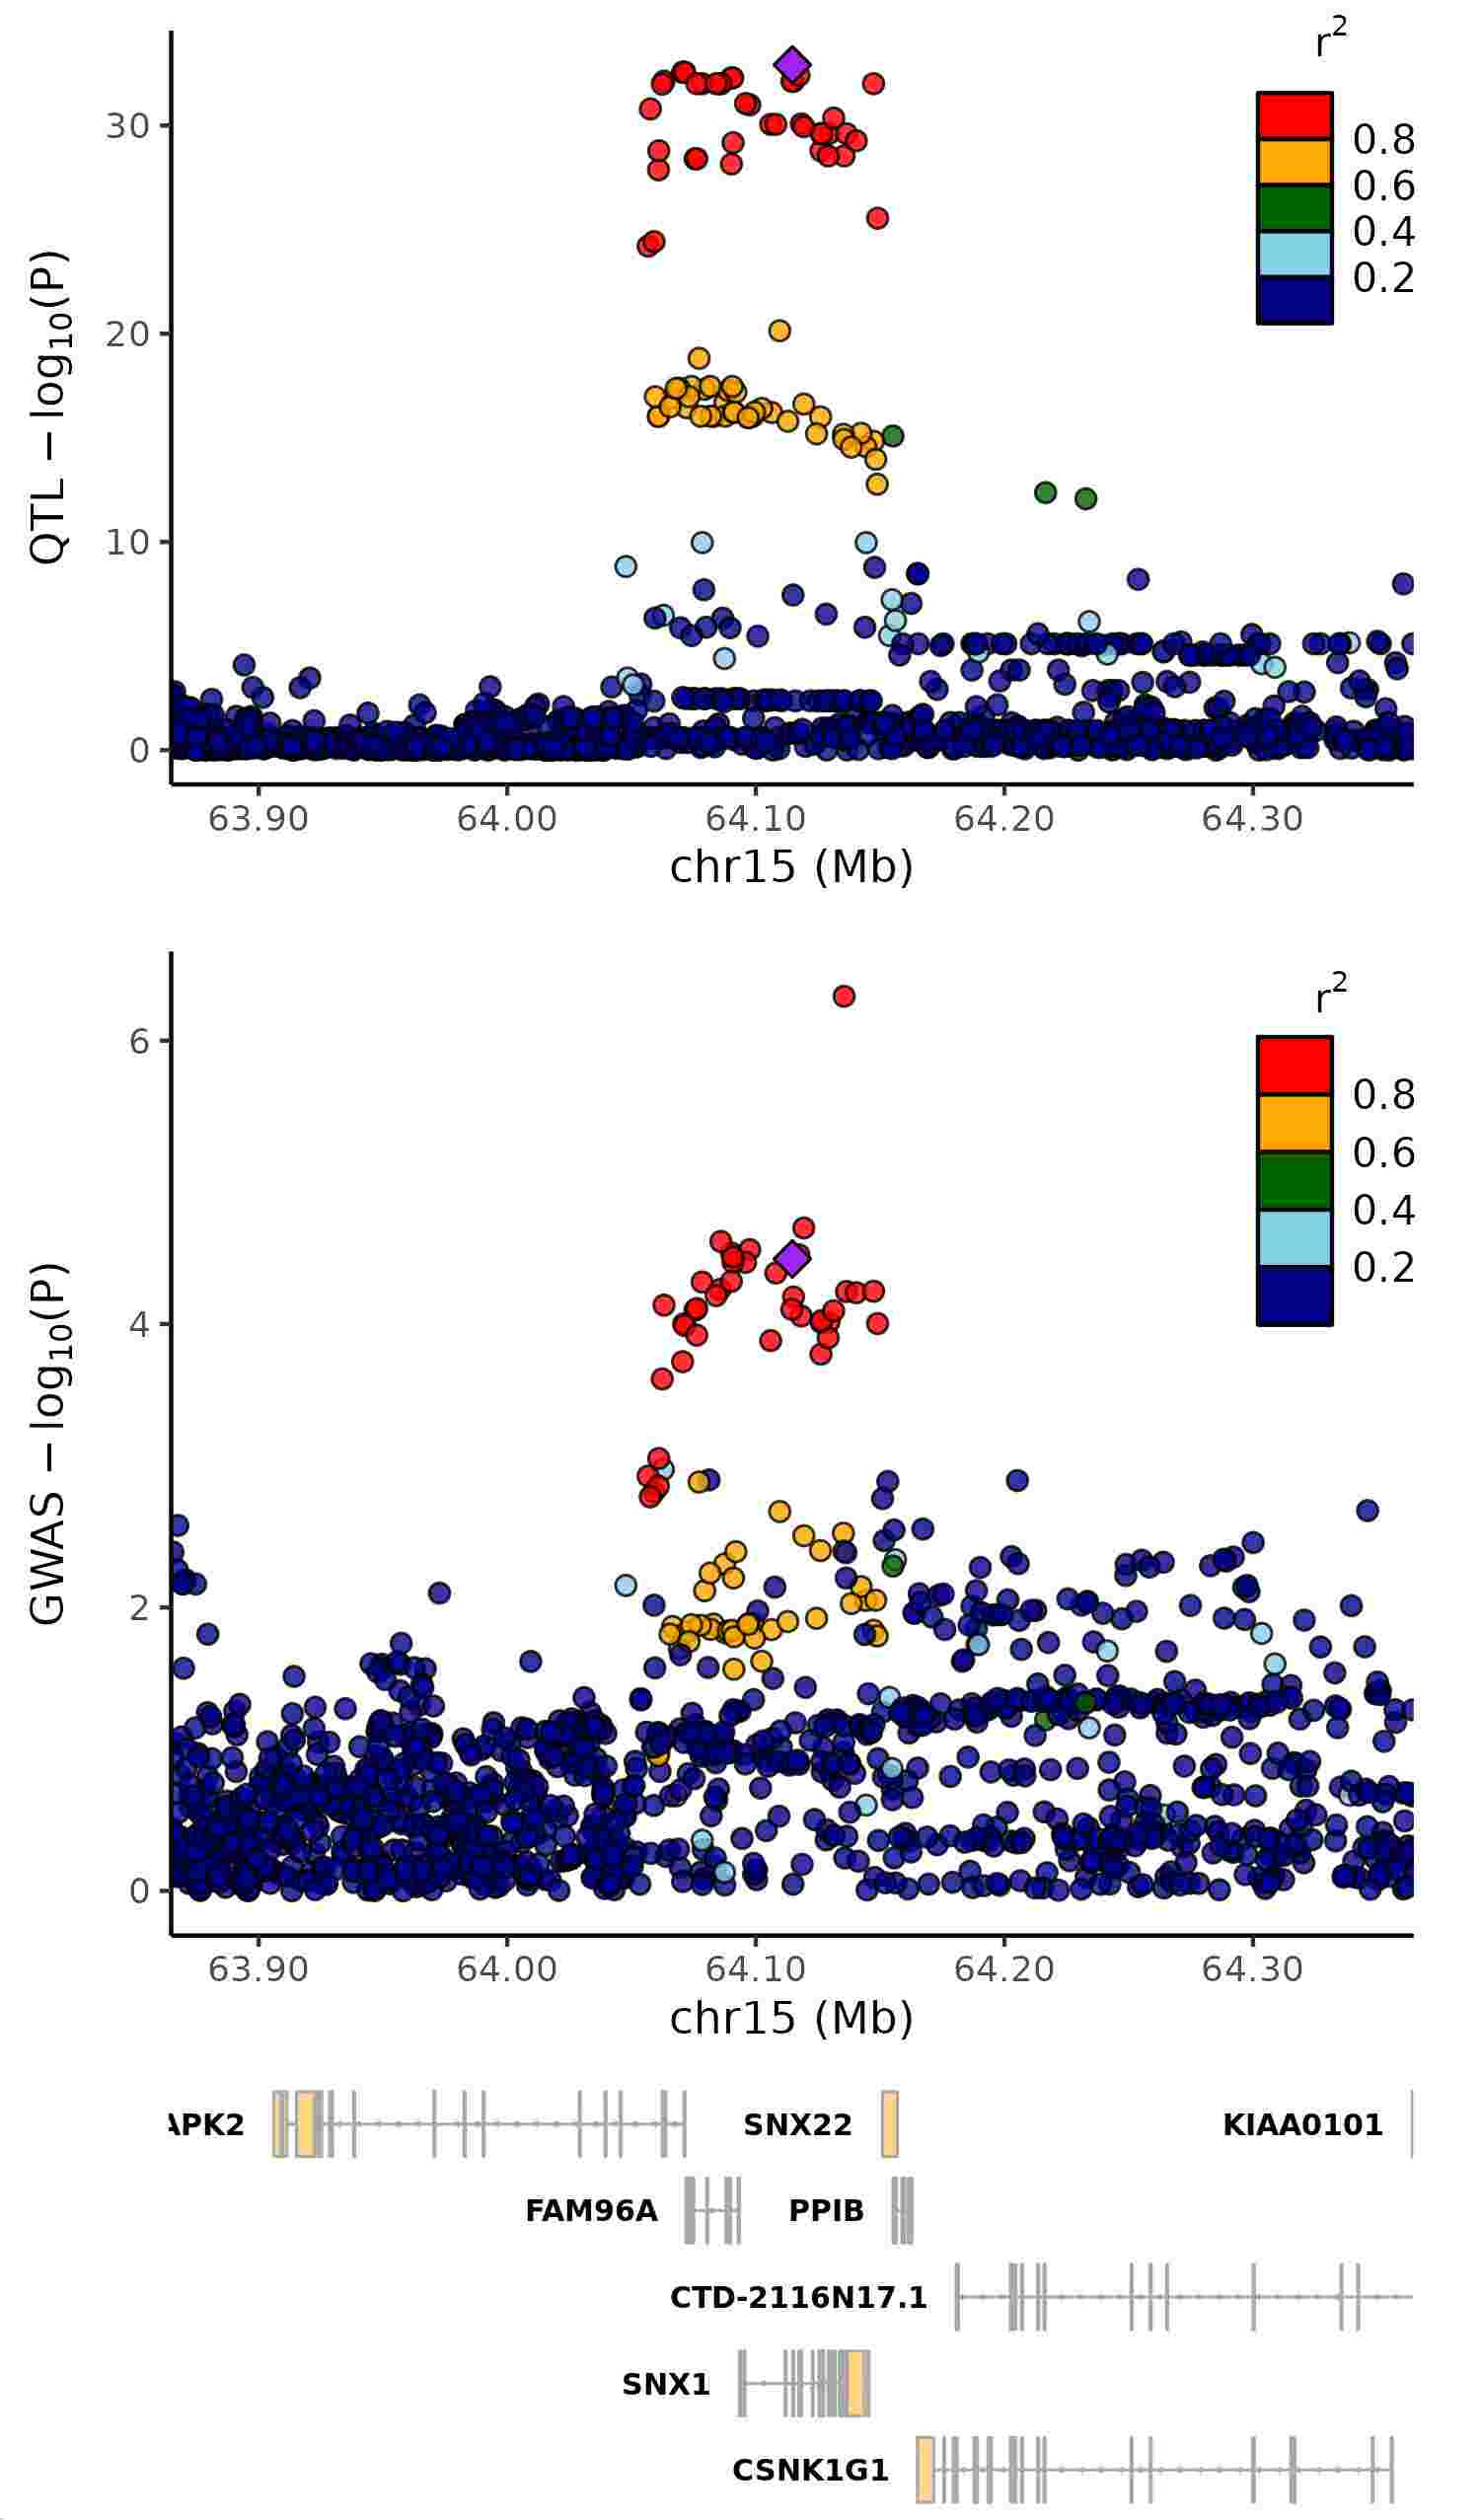 r2
0.8
0.6
0.4
0.2
QTL −log10(P)
30
20
10
0
63.90 64.00 64.10 64.20 64.30
chr15 (Mb)
r2
0.8
0.6
0.4
0.2
GWAS −log10(P)
6
4
2
0
63.90 64.00 64.10 64.20 64.30
chr15 (Mb)
APK2 SNX22 KIAA0101
FAM96A PPIB
CTD-2116N17.1
SNX1
CSNK1G1